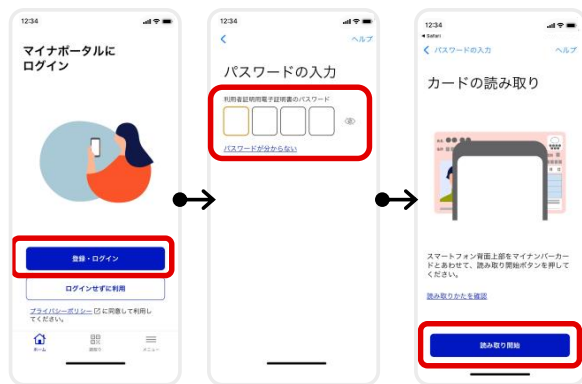 12:34
マイナポータルに
ログイン
登録・ログイン
ログインせずに利用
プライバシーポリシー に同意して利用し
てください。
ホーム
メニュー
12:34
ヘルプ
パスワードの入力
利用者証明用電子証明書のパスワード
パスワードが分からない
12:34
Safari
パスワードの入力
ヘルプ
カードの読み取り
スマートフォン背面上部をマイナンバーカー
ドとあわせて、読み取り開始ボタンを押して
ください。
読み取りかたを確認
読み取り開始